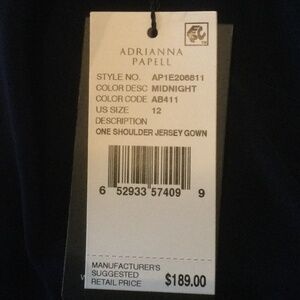 ADRIANNA
PAPELL
STYLE NO. AP1E206811
COLOR DESC MIDNIGHT
COLOR CODE AB411
US SIZE 12
DESCRIPTION
ONE SHOULDER JERSEY GOWN
6 52933 57409 9
MANUFACTURER'S
SUGGESTED
RETAIL PRICE $189.00